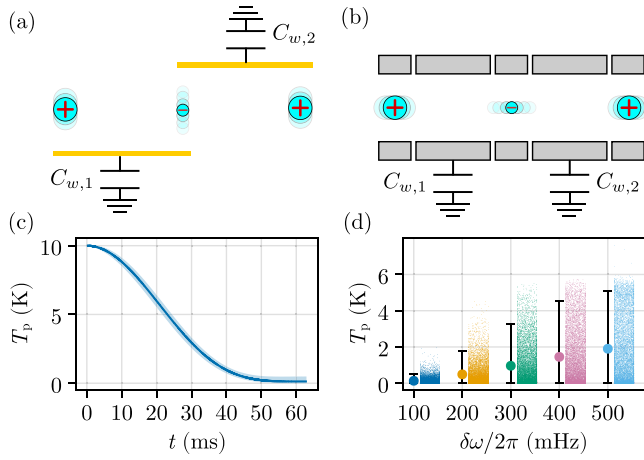 (a)
C_{w,2}
C_{w,1}
(b)
C_{w,1}
C_{w,2}
(c)
T_p (K)
10
5
0
0 10 20 30 40 50 60
t (ms)
(d)
T_p (K)
6
4
2
0
100 200 300 400 500
δω/2π (mHz)